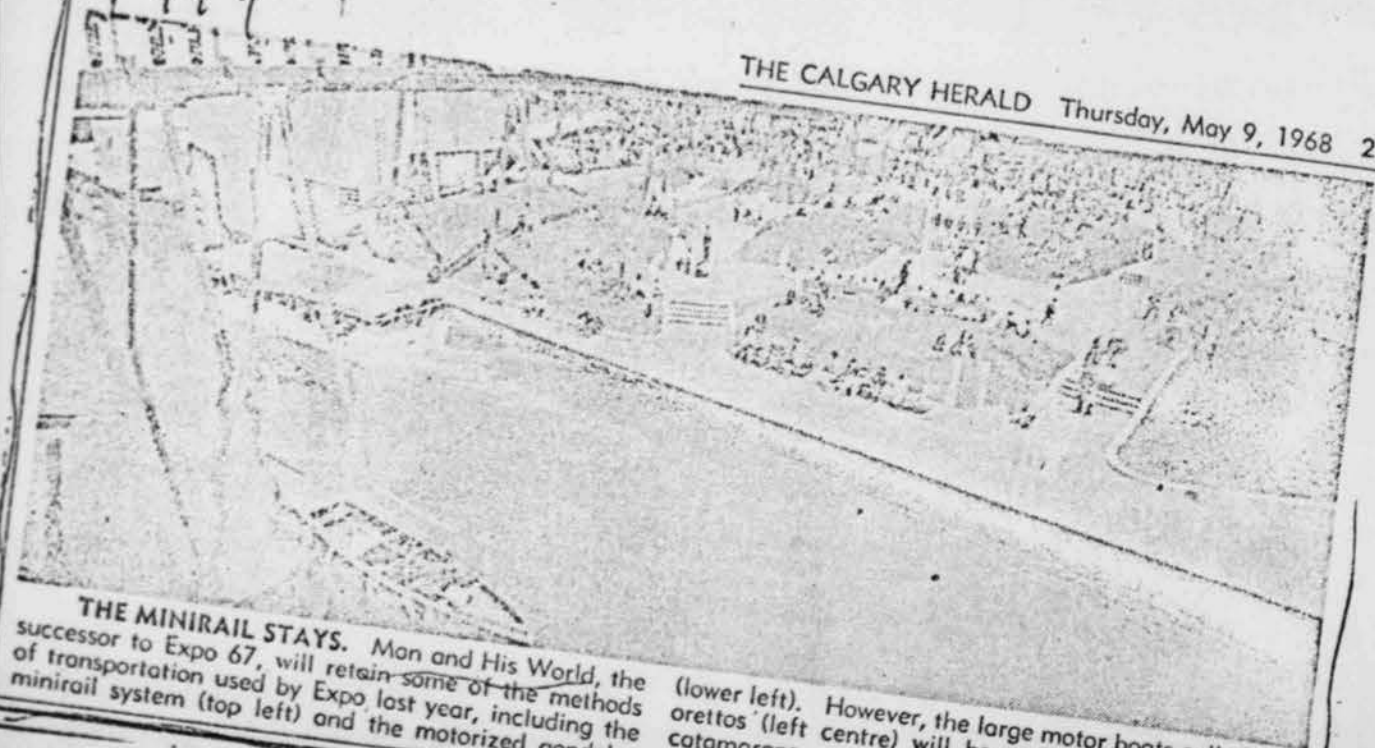 THE CALGARY HERALD Thursday, May 9, 1968 2
THE MINIRAIL STAYS. Man and His World, the
successor to Expo 67, will retain some of the methods
of transportation used by Expo last year, including the
minirail system (top left) and the motorized
(lower left). However, the large motor boats
orettos (left centre) will